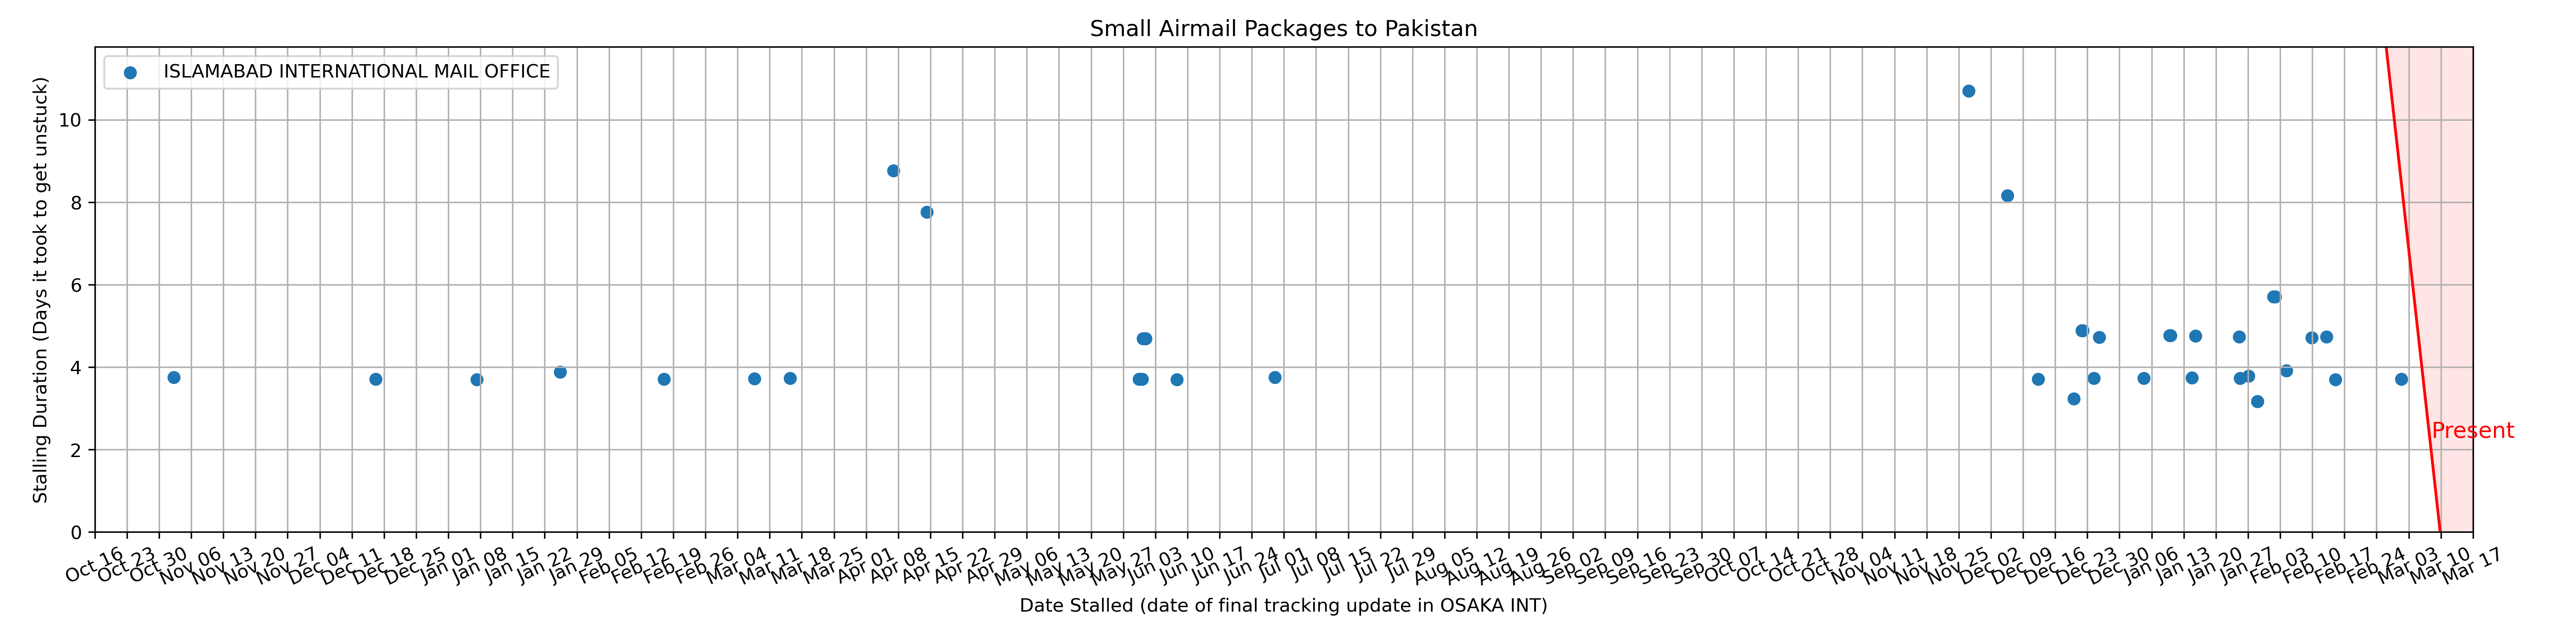 Small Airmail Packages to Pakistan
ISLAMABAD INTERNATIONAL MAIL OFFICE
Stalling Duration (Days it took to get unstuck)
10
8
6
4
2
0
Present
Oct 16
Oct 23
Oct 30
Nov 06
Nov 13
Nov 20
Nov 27
Dec 04
Dec 11
Dec 18
Dec 25
Jan 01
Jan 08
Jan 15
Jan 22
Jan 29
Feb 05
Feb 12
Feb 19
Feb 26
Mar 04
Mar 11
Mar 18
Mar 25
Apr 01
Apr 08
Apr 15
Apr 22
Apr 29
May 06
May 13
May 20
May 27
Jun 03
Jun 10
Jun 17
Jun 24
Jul 01
Jul 08
Jul 15
Jul 22
Jul 29
Aug 05
Aug 12
Aug 19
Aug 26
Sep 02
Sep 09
Sep 16
Sep 23
Sep 30
Oct 07
Oct 14
Oct 21
Oct 28
Nov 04
Nov 11
Nov 18
Nov 25
Dec 02
Dec 09
Dec 16
Dec 23
Dec 30
Jan 06
Jan 13
Jan 20
Jan 27
Feb 03
Feb 10
Feb 17
Feb 24
Mar 03
Mar 10
Mar 17
Date Stalled (date of final tracking update in OSAKA INT)